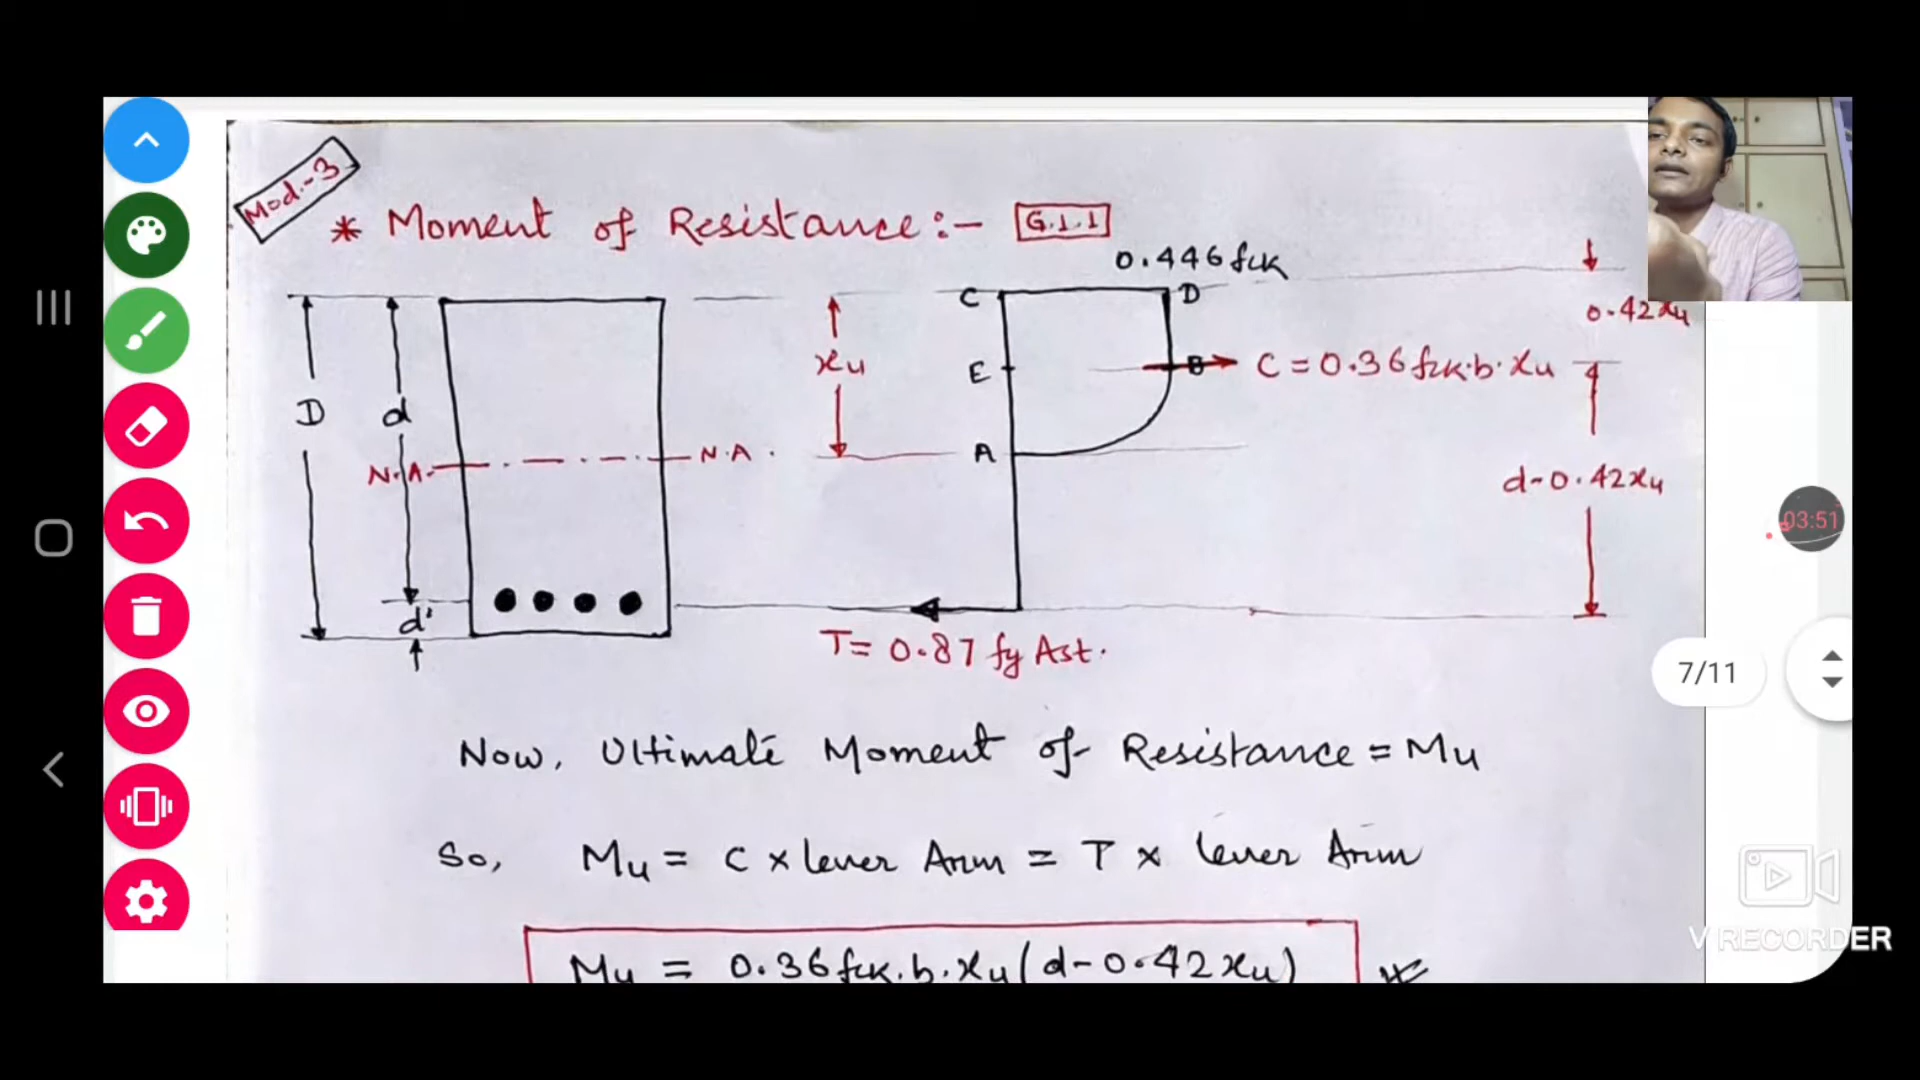 Mod.-3
* Moment of Resistance:- G.1.1
0.446 fck
C D
0.42xu
xu
E B C = 0.36 fck.b.xu
D d
A
N.A. N.A.
d-0.42xu
03:51
d'
T = 0.87 fy Ast.
7/11
Now, Ultimate Moment of Resistance = Mu
So, Mu = C x lever Arm = T x lever Arm
V RECORDER
Mu = 0.36 fck.b.xu(d-0.42xu)